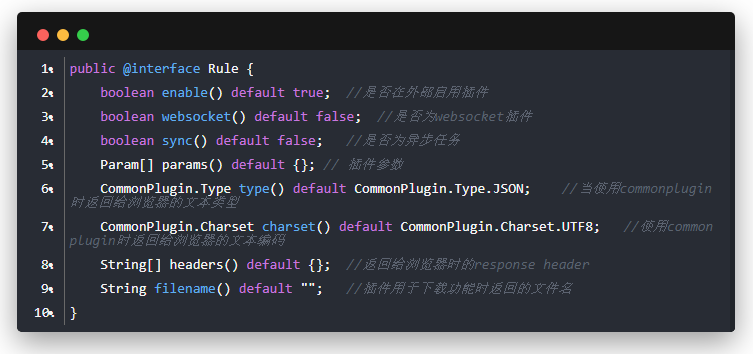 1 public @interface Rule {
2 boolean enable() default true; //是否在外部启用插件
3 boolean websocket() default false; //是否为websocket插件
4 boolean sync() default false; //是否为异步任务
5 Param[] params() default {}; // 插件参数
6 CommonPlugin.Type type() default CommonPlugin.Type.JSON; //当使用commonplugin
时返回给浏览器的文本类型
7 CommonPlugin.Charset charset() default CommonPlugin.Charset.UTF8; //使用common
plugin时返回给浏览器的文本编码
8 String[] headers() default {}; //返回给浏览器时的response header
9 String filename() default ""; //插件用于下载功能时返回的文件名
10 }